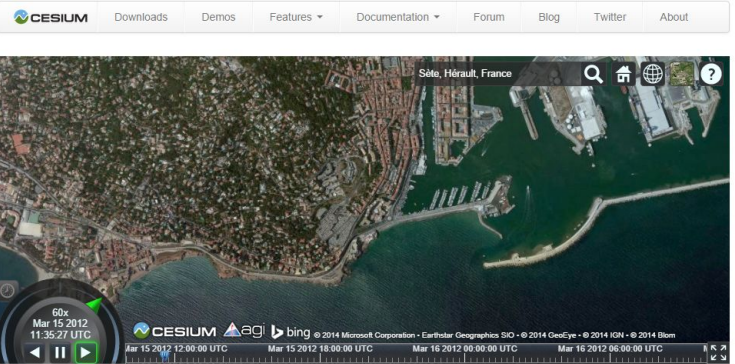 CESIUM Downloads Demos Features Documentation Forum Blog Twitter About
Sète, Hérault, France
?
60x
Mar 15 2012
11:35:27 UTC
CESIUM agi bing © 2014 Microsoft Corporation - Earthstar Geographics SIO - © 2014 GeoEye - © 2014 IGN - © 2014 Blom
Mar 15 2012 12:00:00 UTC Mar 15 2012 18:00:00 UTC Mar 16 2012 00:00:00 UTC Mar 16 2012 06:00:00 UTC M